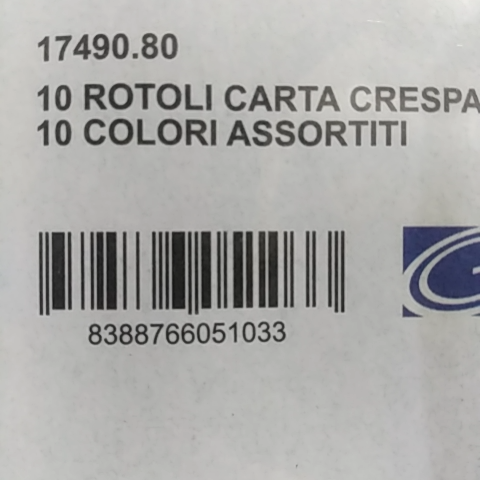 17490.80
10 ROTOLI CARTA CRESPA
10 COLORI ASSORTITI
8388766051033